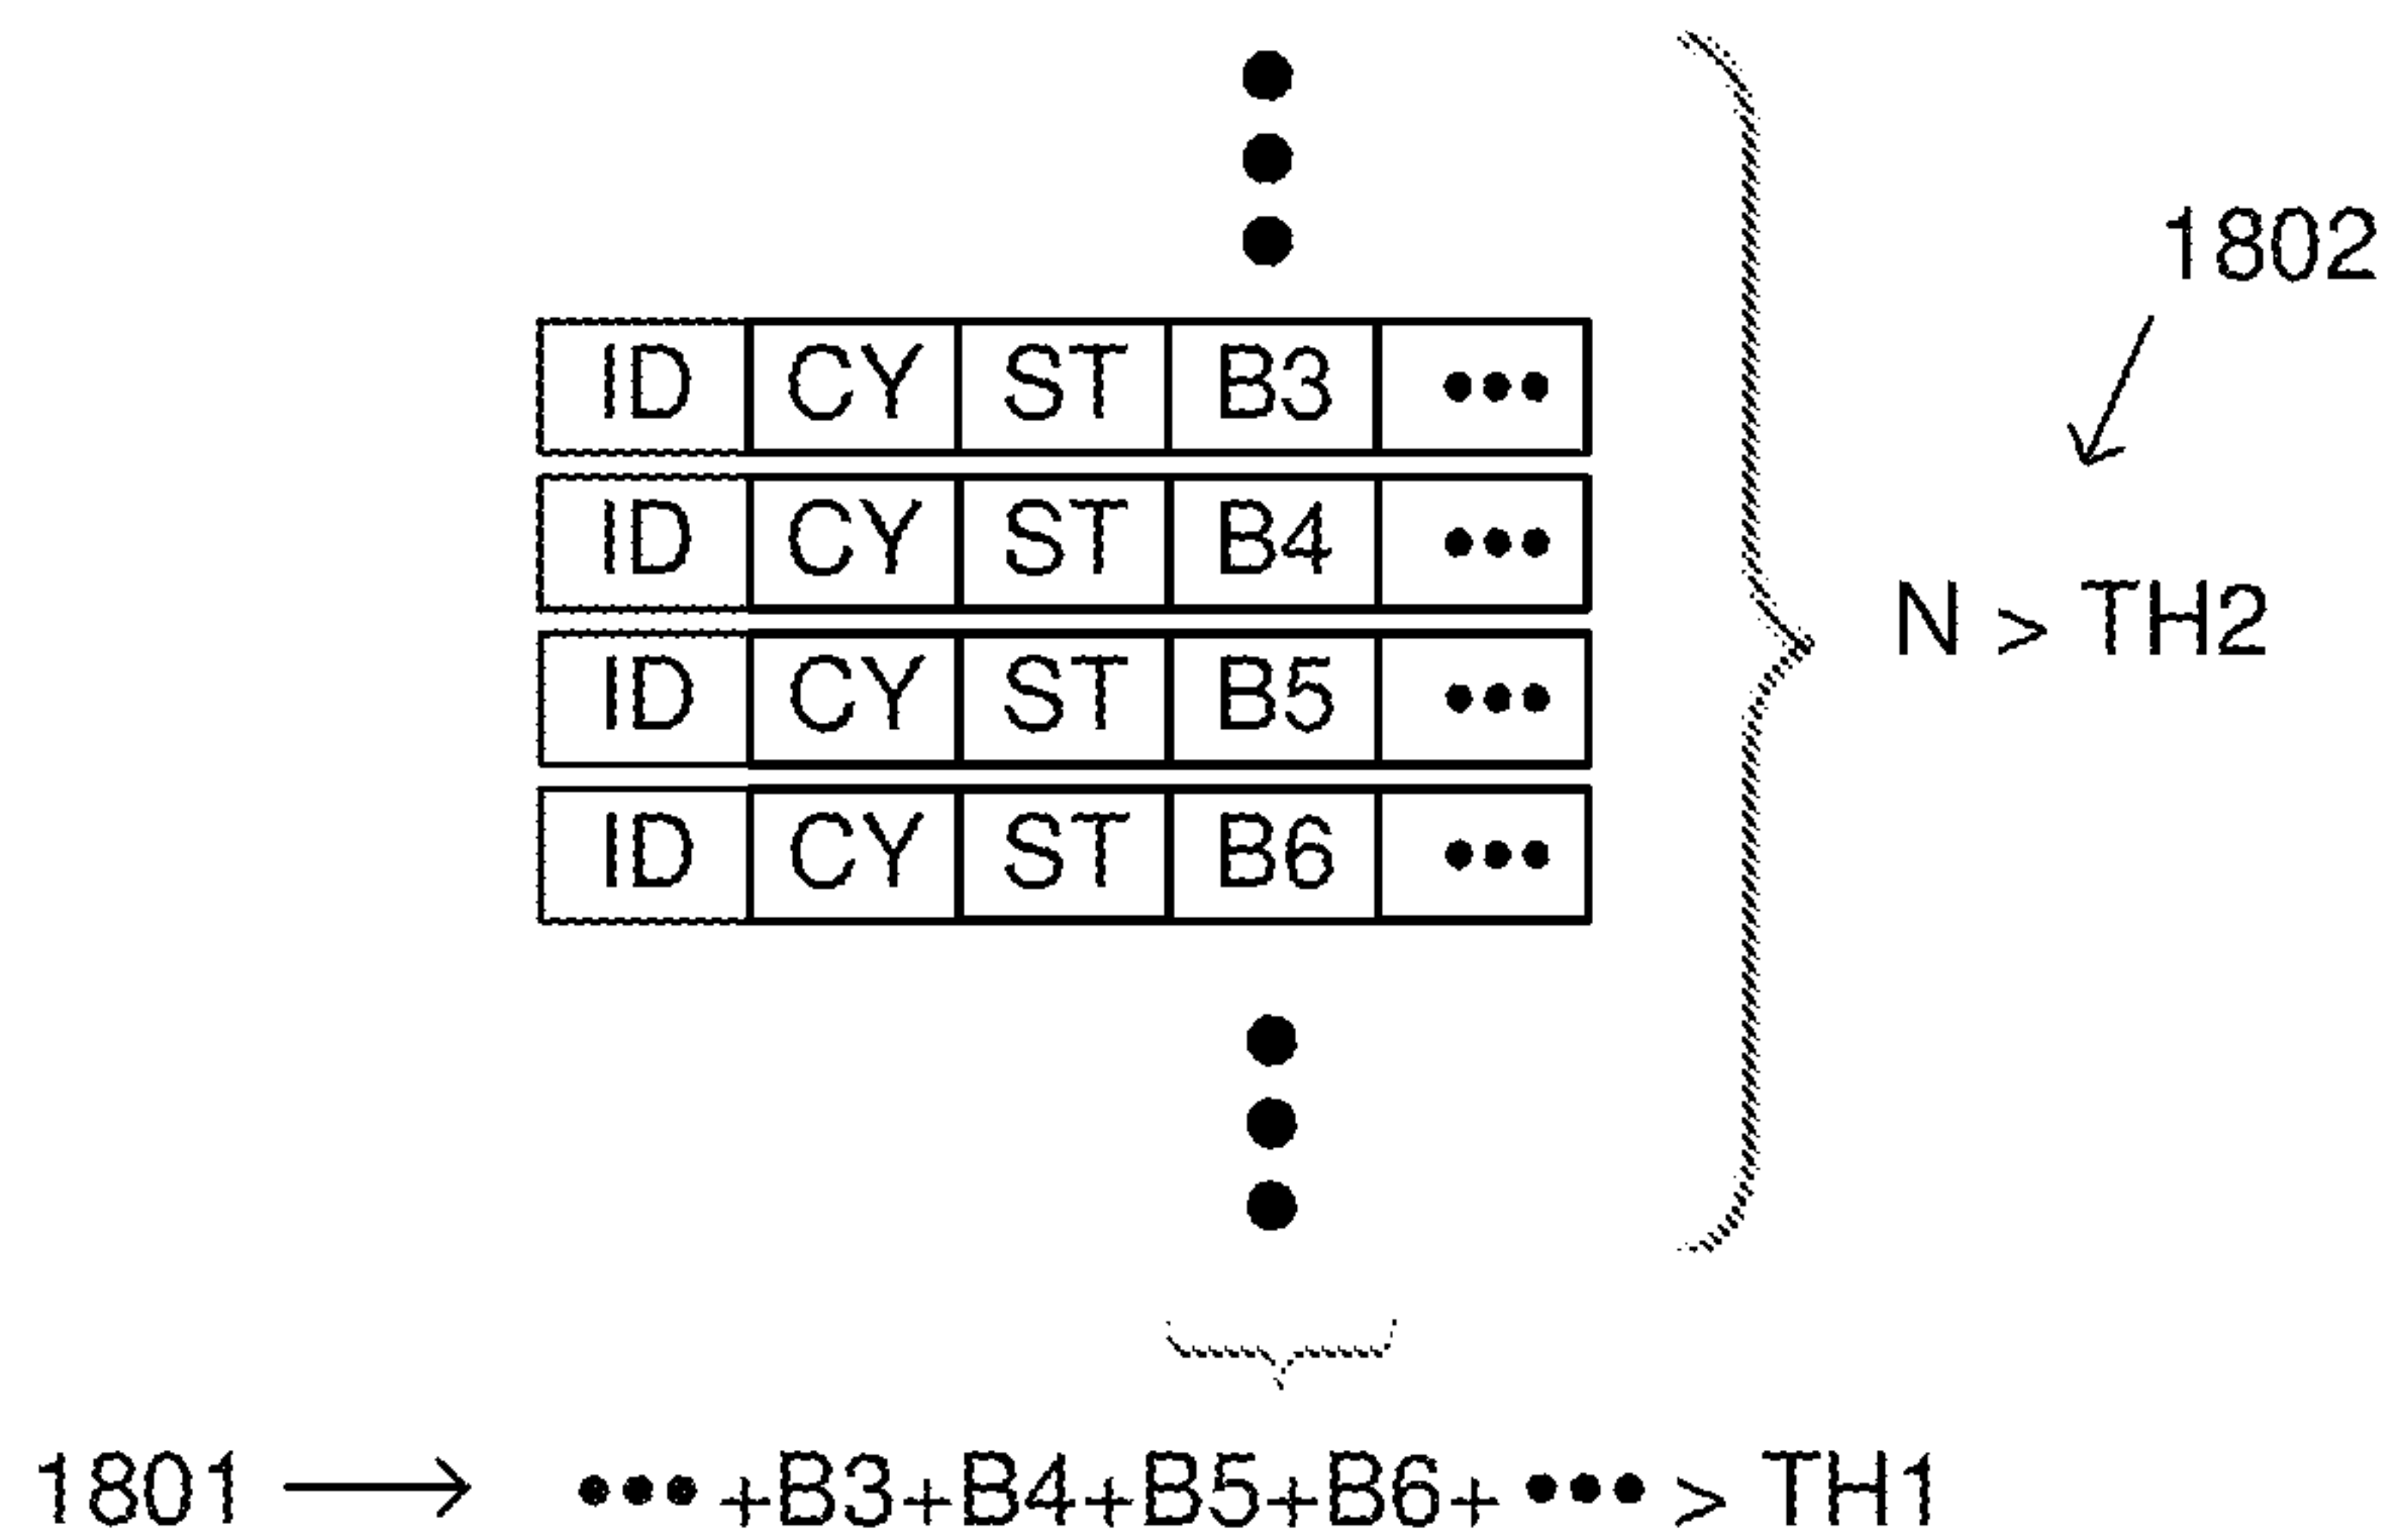 1802
ID CY ST B3 •••
ID CY ST B4 •••
N > TH2
ID CY ST B5 •••
ID CY ST B6 •••
1801 ••• +B3+B4+B5+B6+ ••• > TH1